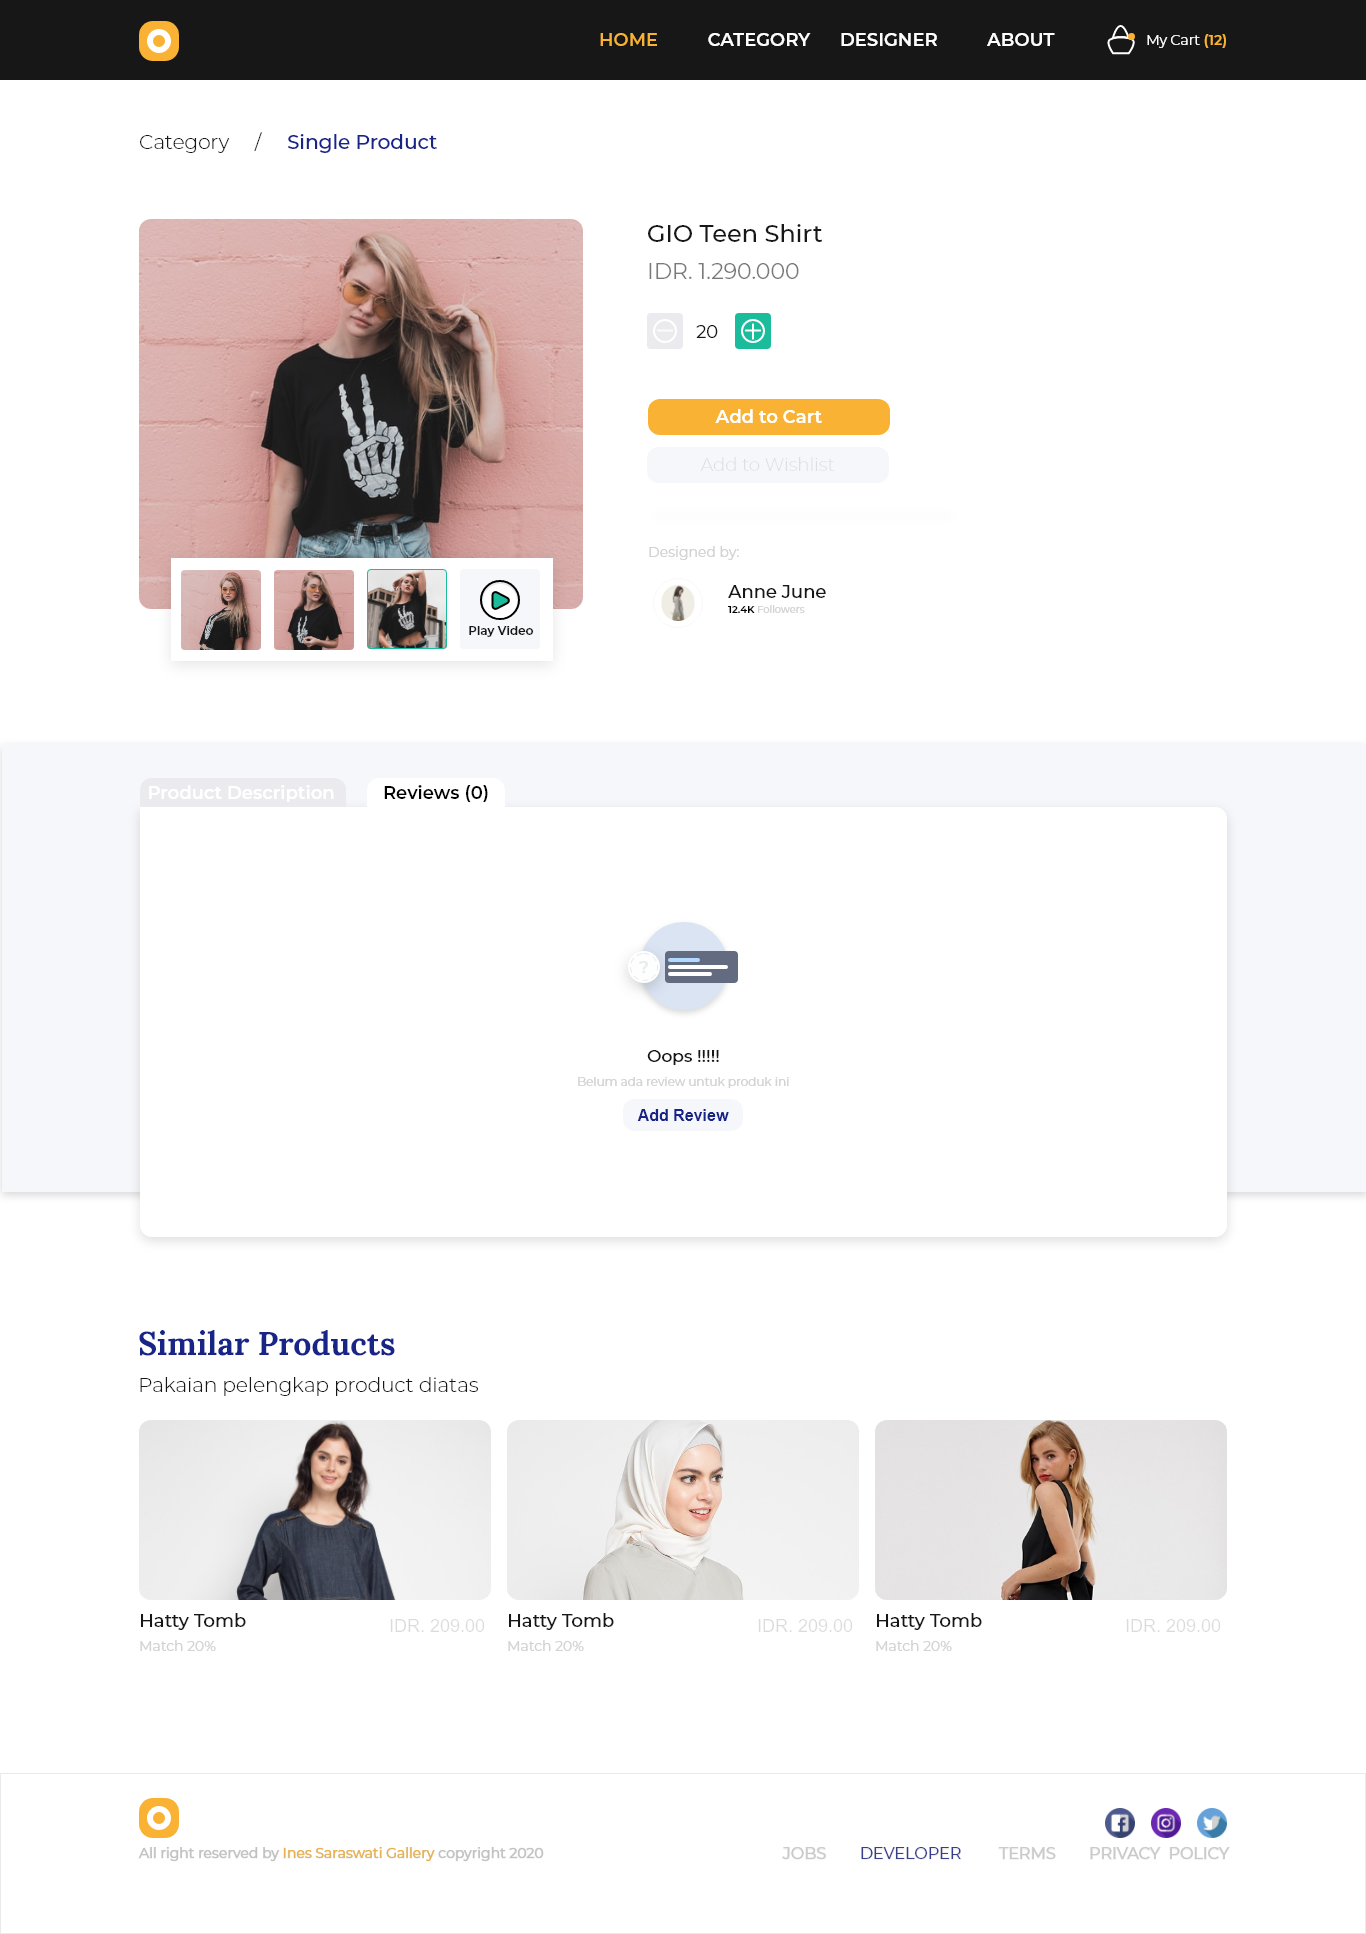 HOME CATEGORY DESIGNER ABOUT My Cart (12)
Category / Single Product
GIO Teen Shirt
IDR. 1.290.000
20
Add to Cart
Add to Wishlist
Designed by:
Anne June
12.4K Followers
Play Video
Product Description Reviews (0)
?
Oops !!!!!
Belum ada review untuk produk ini
Add Review
Similar Products
Pakaian pelengkap product diatas
Hatty Tomb IDR. 209.00
Match 20%
Hatty Tomb IDR. 209.00
Match 20%
Hatty Tomb IDR. 209.00
Match 20%
All right reserved by Ines Saraswati Gallery copyright 2020
JOBS DEVELOPER TERMS PRIVACY POLICY